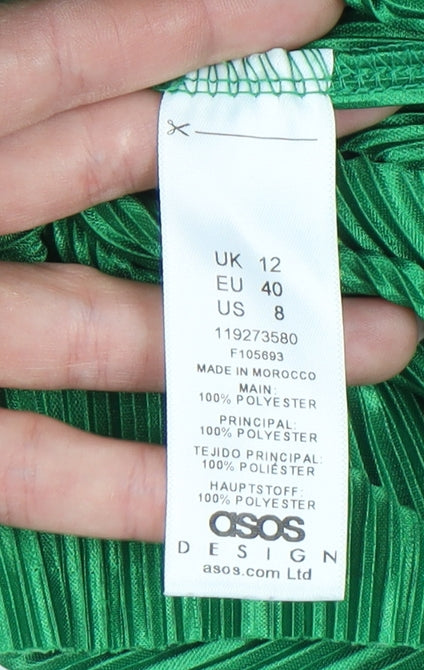 UK 12
EU 40
US 8
119273580
F105693
MADE IN MOROCCO
MAIN:
100% POLYESTER
PRINCIPAL:
100% POLYESTER
TEJIDO PRINCIPAL:
100% POLIÉSTER
HAUPTSTOFF:
100% POLYESTER
asos
DESIGN
asos.com Ltd